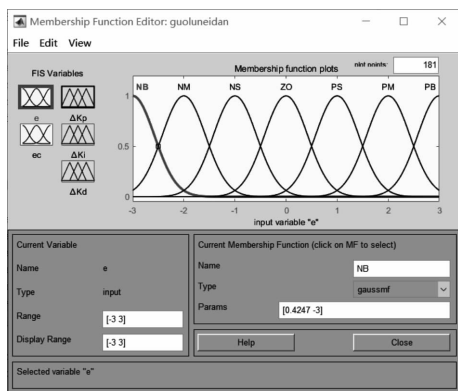 Membership Function Editor: guoluneidan
File Edit View
FIS Variables
Membership function plots
plot points:
181
e
ΔKp
ec
ΔKi
ΔKd
NB NM NS ZO PS PM PB
1
0.5
0
-3 -2 -1 0 1 2 3
input variable "e"
Current Variable
Name e
Type input
Range [-3 3]
Display Range [-3 3]
Current Membership Function (click on MF to select)
Name NB
Type gaussmf
Params [0.4247 -3]
Help Close
Selected variable "e"